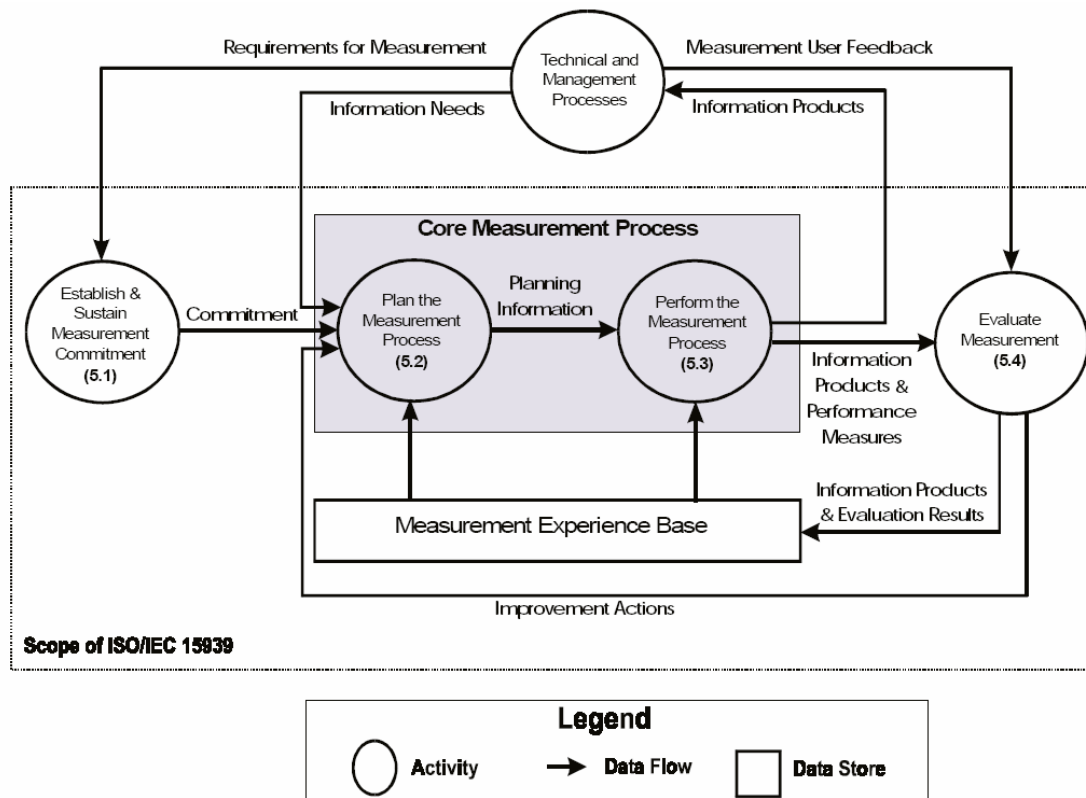 Requirements for Measurement
Technical and
Management
Processes
Measurement User Feedback
Information Needs
Information Products
Core Measurement Process
Establish &
Sustain
Measurement
Commitment
(5.1)
Commitment
Plan the
Measurement
Process
(5.2)
Planning
Information
Perform the
Measurement
Process
(5.3)
Evaluate
Measurement
(5.4)
Information
Products &
Performance
Measures
Information Products
& Evaluation Results
Measurement Experience Base
Improvement Actions
Scope of ISO/IEC 15939
Legend
Activity
Data Flow
Data Store